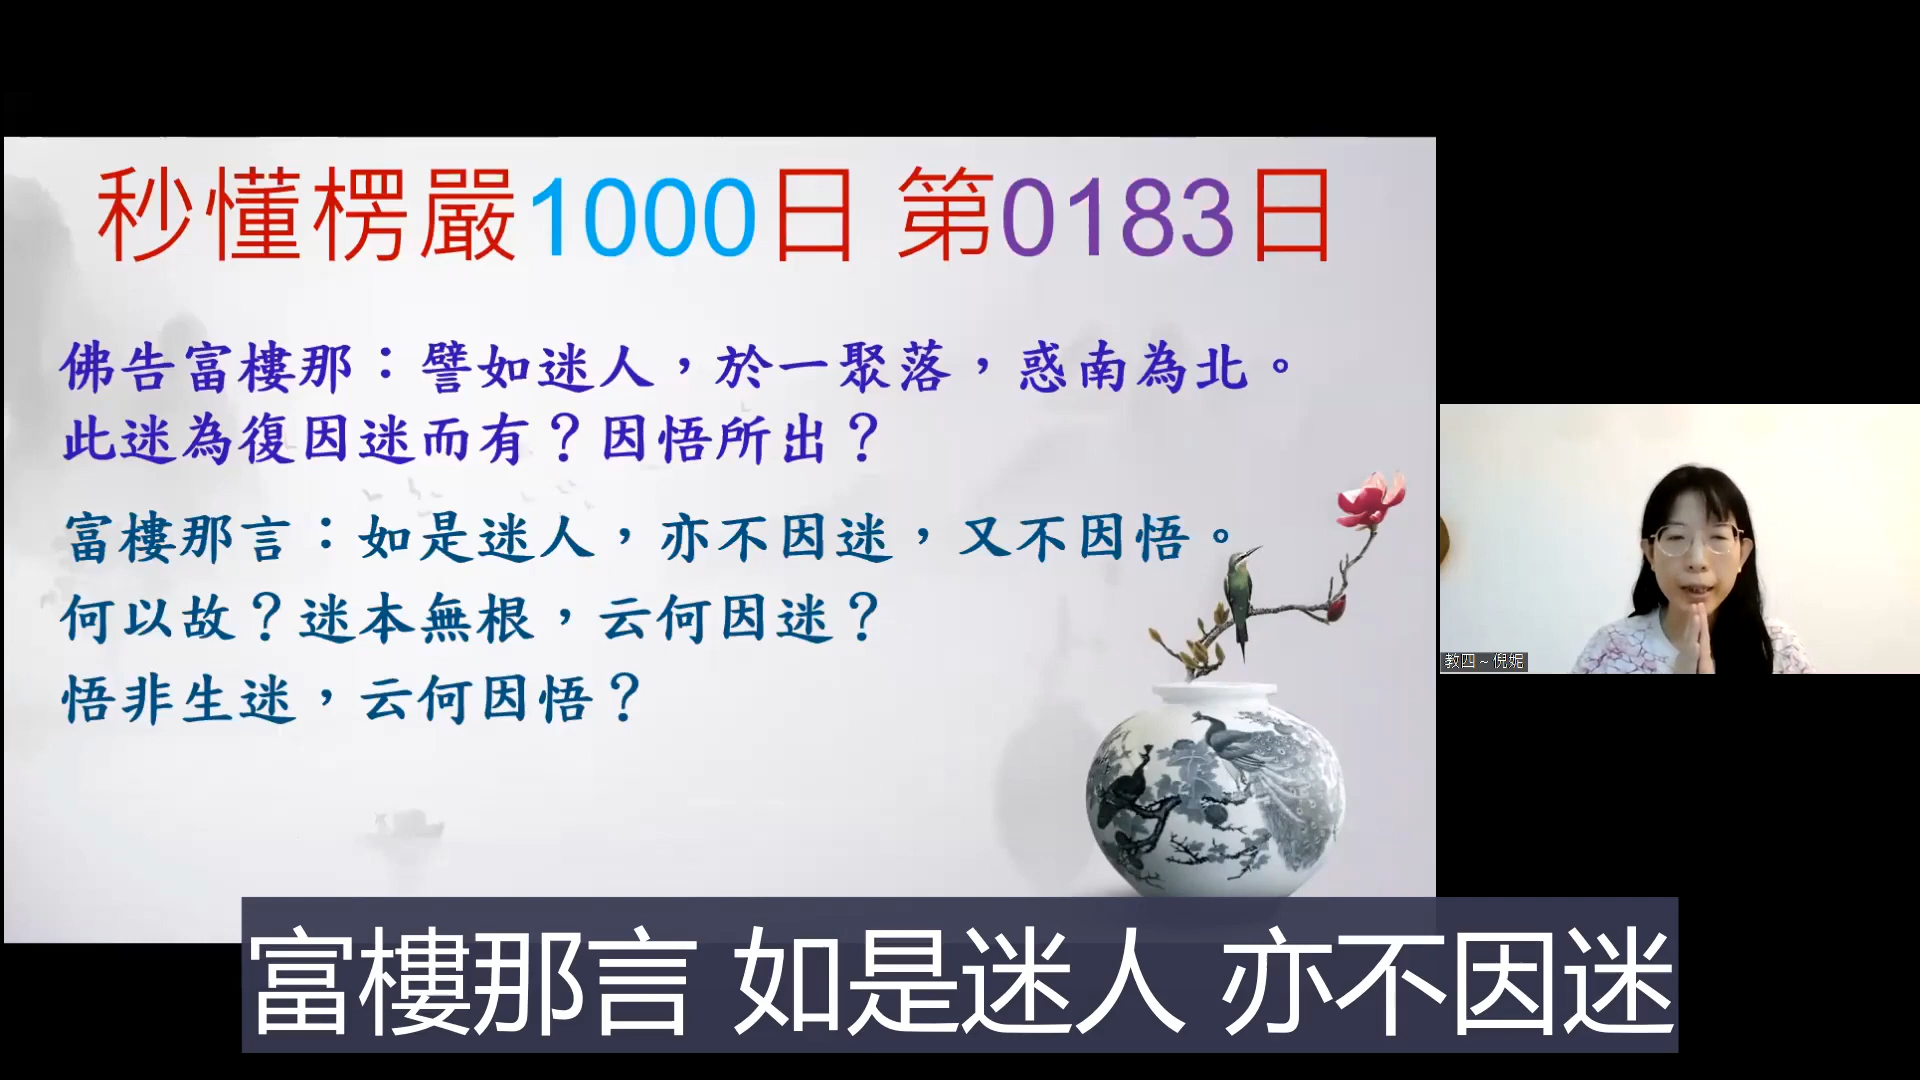 秒懂楞嚴1000日 第0183日
佛告富樓那：譬如迷人，於一聚落，惑南為北。
此迷為復因迷而有？因悟所出？
富樓那言：如是迷人，亦不因迷，又不因悟。
何以故？迷本無根，云何因迷？
悟非生迷，云何因悟？
教四~倪妮
富樓那言 如是迷人 亦不因迷